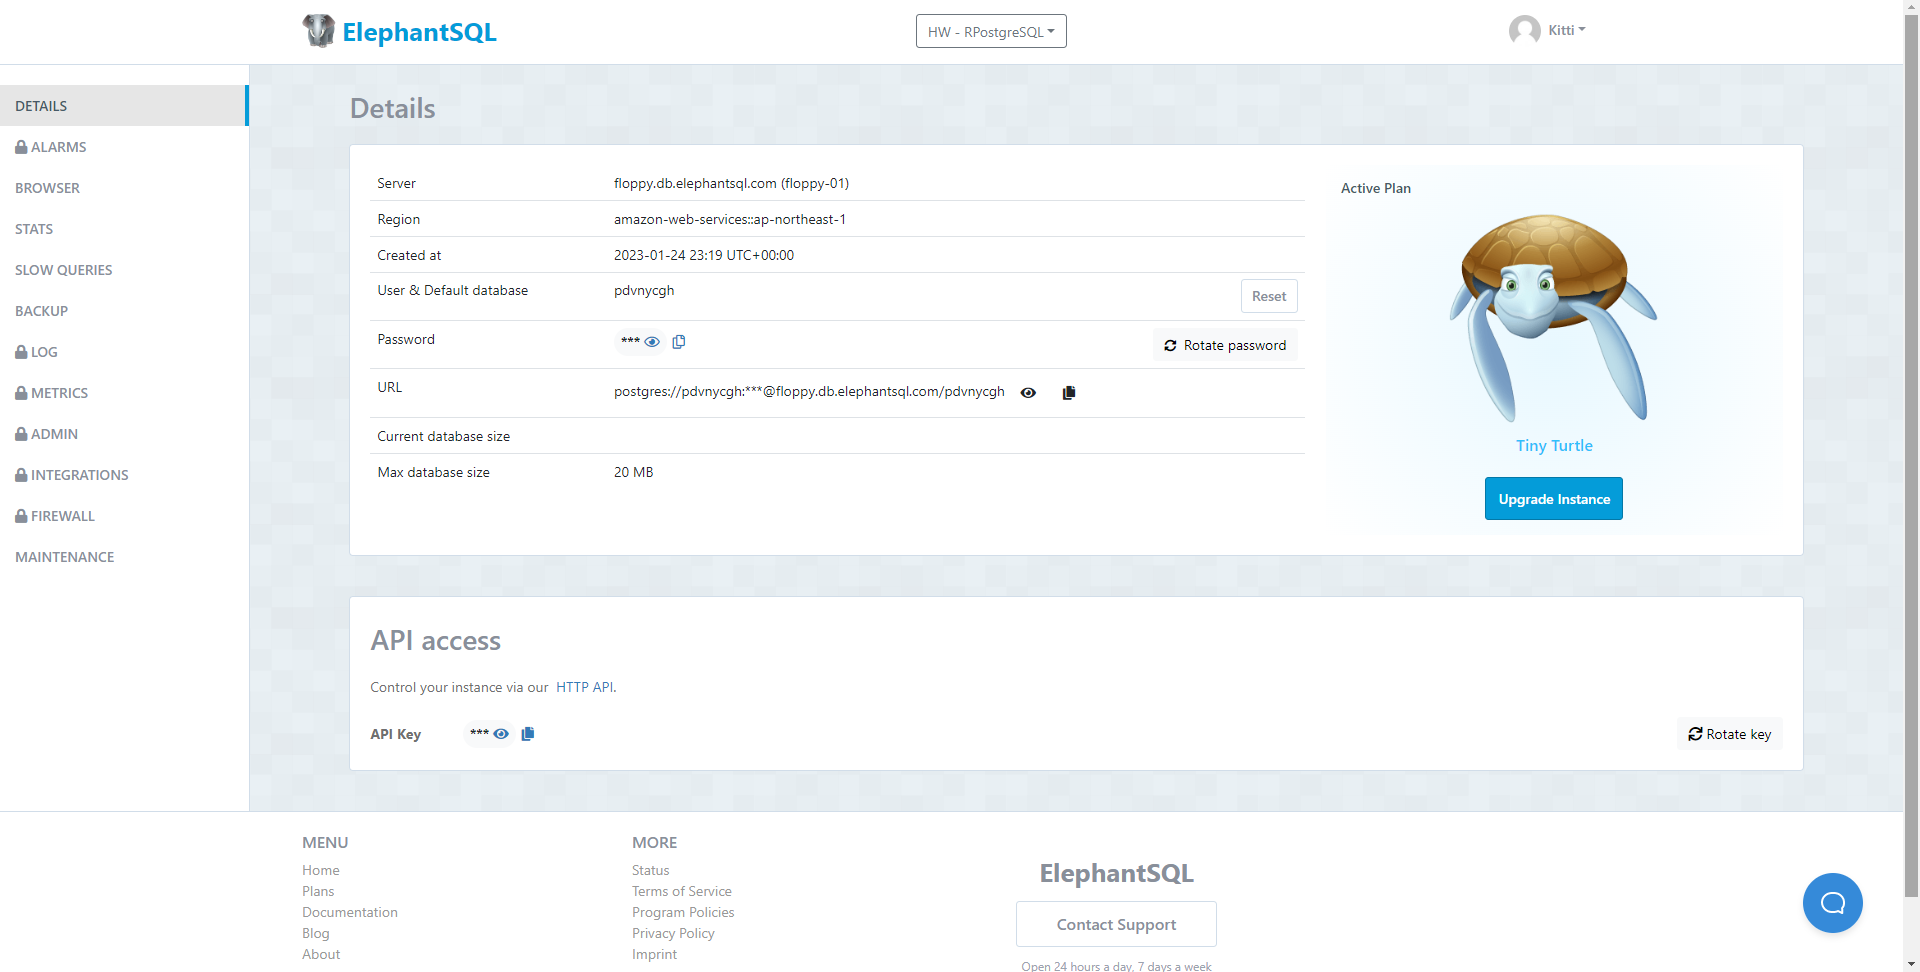 ElephantSQL
HW - RPostgreSQL
Kitti
DETAILS
ALARMS
BROWSER
STATS
SLOW QUERIES
BACKUP
LOG
METRICS
ADMIN
INTEGRATIONS
FIREWALL
MAINTENANCE
Details
Server floppy.db.elephantsql.com (floppy-01)
Region amazon-web-services::ap-northeast-1
Created at 2023-01-24 23:19 UTC+00:00
User & Default database pdvnycgh Reset
Password *** Rotate password
URL postgres://pdvnycgh:***@floppy.db.elephantsql.com/pdvnycgh
Current database size
Max database size 20 MB
Active Plan
Tiny Turtle
Upgrade Instance
API access
Control your instance via our HTTP API.
API Key *** Rotate key
MENU
Home
Plans
Documentation
Blog
About
MORE
Status
Terms of Service
Program Policies
Privacy Policy
Imprint
ElephantSQL
Contact Support
Open 24 hours a day, 7 days a week